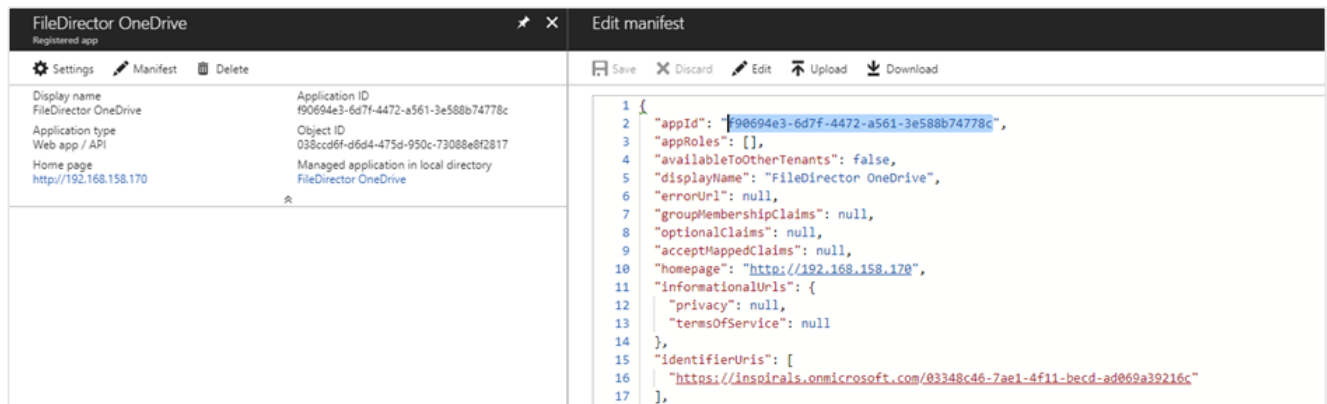 FileDirector OneDrive
Registered app
Settings Manifest Delete
Display name
FileDirector OneDrive
Application ID
f90694e3-6d7f-4472-a561-3e588b74778c
Application type
Web app / API
Object ID
038ccd6f-d6d4-475d-950c-73088e8f2817
Home page
http://192.168.158.170
Managed application in local directory
FileDirector OneDrive
Edit manifest
Save Discard Edit Upload Download
1 {
2 "appId": "f90694e3-6d7f-4472-a561-3e588b74778c",
3 "appRoles": [],
4 "availableToOtherTenants": false,
5 "displayName": "FileDirector OneDrive",
6 "errorUrl": null,
7 "groupMembershipClaims": null,
8 "optionalClaims": null,
9 "acceptMappedClaims": null,
10 "homepage": "http://192.168.158.170",
11 "informationalUrls": {
12 "privacy": null,
13 "termsOfService": null
14 },
15 "identifierUris": [
16 "https://inspirals.onmicrosoft.com/03348c46-7ae1-4f11-becd-ad069a39216c"
17 ],